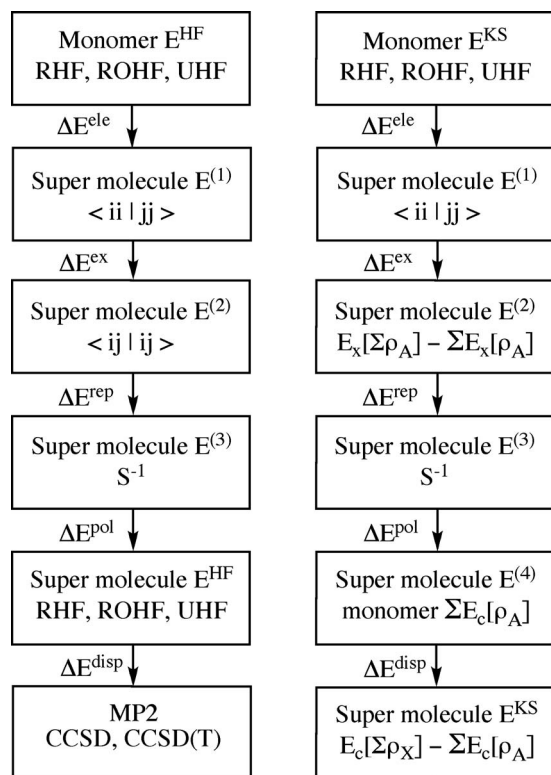 Monomer E^HF
RHF, ROHF, UHF
ΔE^ele
Super molecule E^(1)
< ii | jj >
ΔE^ex
Super molecule E^(2)
< ij | ij >
ΔE^rep
Super molecule E^(3)
S^-1
ΔE^pol
Super molecule E^HF
RHF, ROHF, UHF
ΔE^disp
MP2
CCSD, CCSD(T)
Monomer E^KS
RHF, ROHF, UHF
ΔE^ele
Super molecule E^(1)
< ii | jj >
ΔE^ex
Super molecule E^(2)
E_x[Σρ_A] − ΣE_x[ρ_A]
ΔE^rep
Super molecule E^(3)
S^-1
ΔE^pol
Super molecule E^(4)
monomer ΣE_c[ρ_A]
ΔE^disp
Super molecule E^KS
E_c[Σρ_X] − ΣE_c[ρ_A]